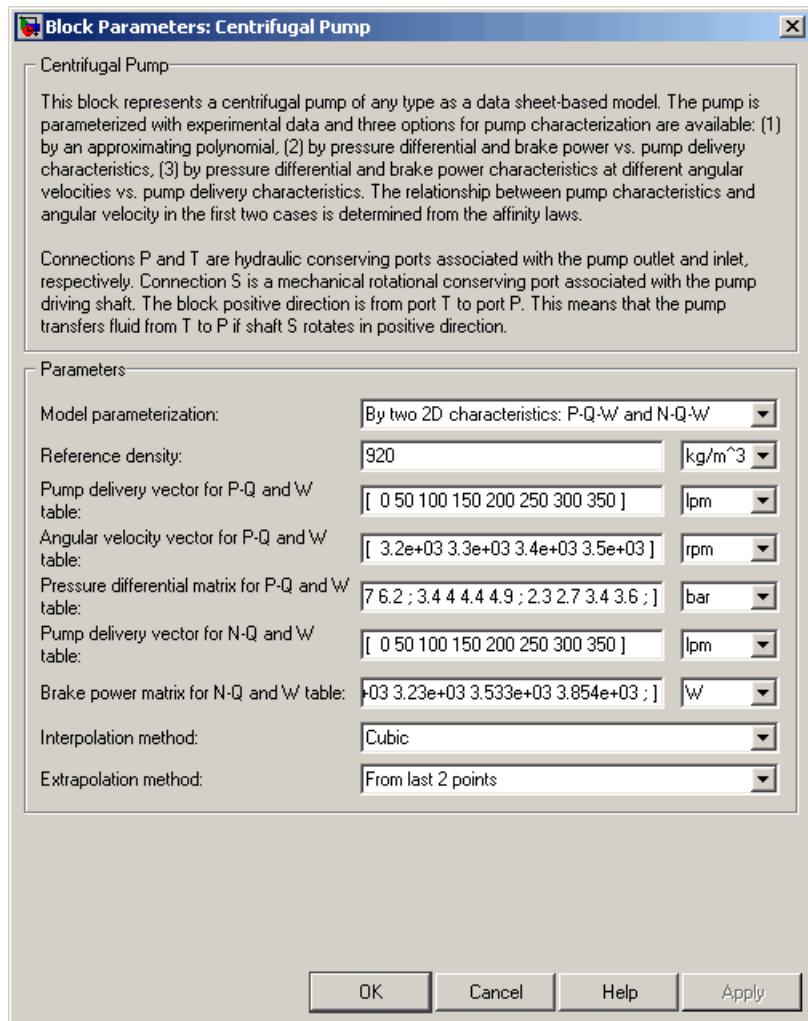 Block Parameters: Centrifugal Pump
Centrifugal Pump
This block represents a centrifugal pump of any type as a data sheet-based model. The pump is
parameterized with experimental data and three options for pump characterization are available: (1)
by an approximating polynomial, (2) by pressure differential and brake power vs. pump delivery
characteristics, (3) by pressure differential and brake power characteristics at different angular
velocities vs. pump delivery characteristics. The relationship between pump characteristics and
angular velocity in the first two cases is determined from the affinity laws.
Connections P and T are hydraulic conserving ports associated with the pump outlet and inlet,
respectively. Connection S is a mechanical rotational conserving port associated with the pump
driving shaft. The block positive direction is from port T to port P. This means that the pump
transfers fluid from T to P if shaft S rotates in positive direction.
Parameters
Model parameterization: By two 2D characteristics: P-Q-W and N-Q-W
Reference density: 920 kg/m^3
Pump delivery vector for P-Q and W
table: [ 0 50 100 150 200 250 300 350 ] lpm
Angular velocity vector for P-Q and W
table: [ 3.2e+03 3.3e+03 3.4e+03 3.5e+03 ] rpm
Pressure differential matrix for P-Q and W
table: 7 6.2 ; 3.4 4 4.4 4.9 ; 2.3 2.7 3.4 3.6 ; ] bar
Pump delivery vector for N-Q and W
table: [ 0 50 100 150 200 250 300 350 ] lpm
Brake power matrix for N-Q and W table: +03 3.23e+03 3.533e+03 3.854e+03 ; ] W
Interpolation method: Cubic
Extrapolation method: From last 2 points
OK Cancel Help Apply